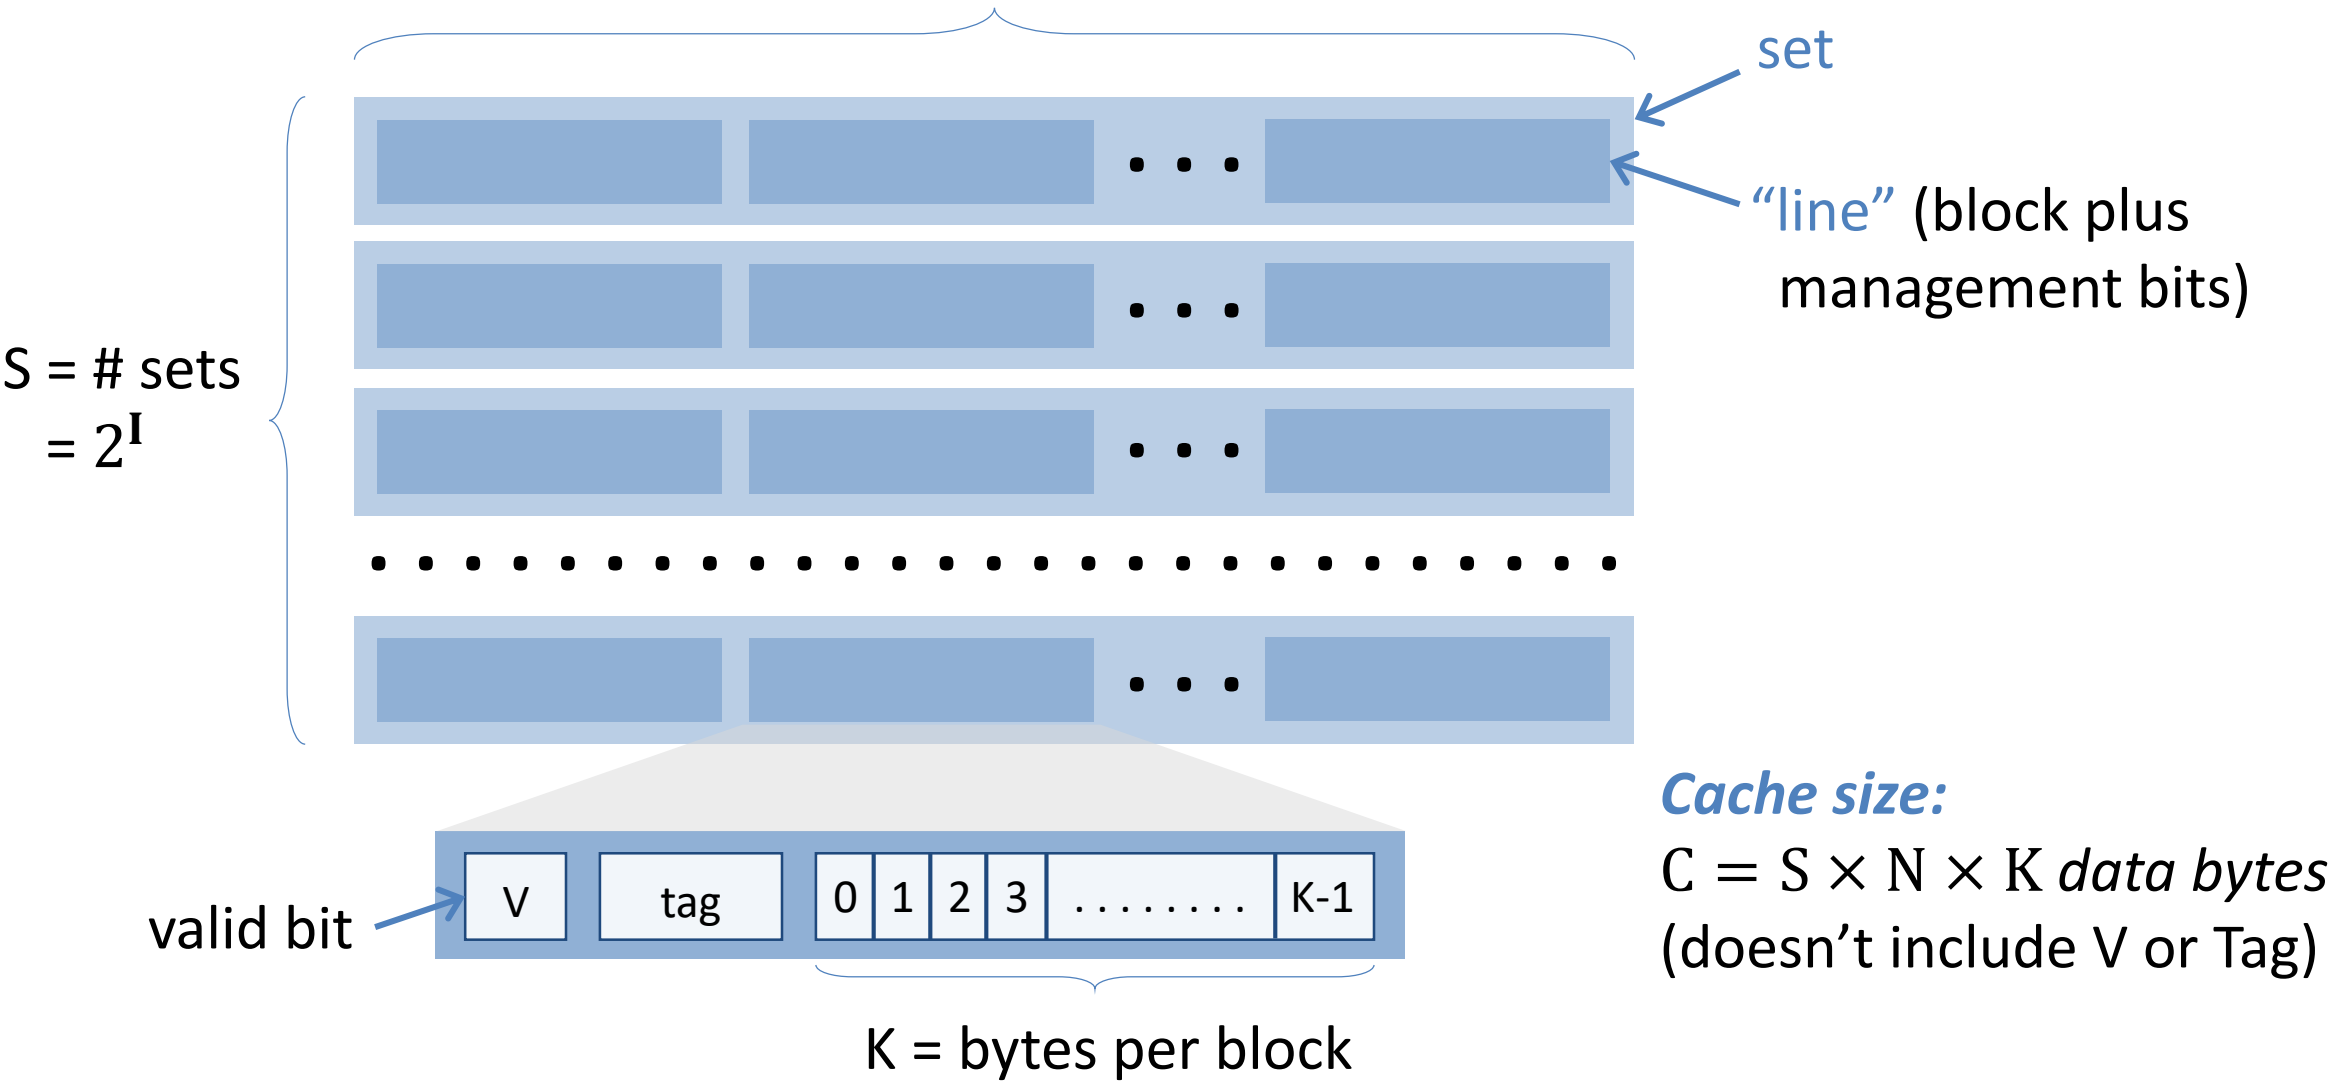 set
“line” (block plus
management bits)
S = # sets
= 2^I
V tag 0 1 2 3 . . . . . . . . K-1
valid bit
K = bytes per block
Cache size:
C = S × N × K data bytes
(doesn’t include V or Tag)